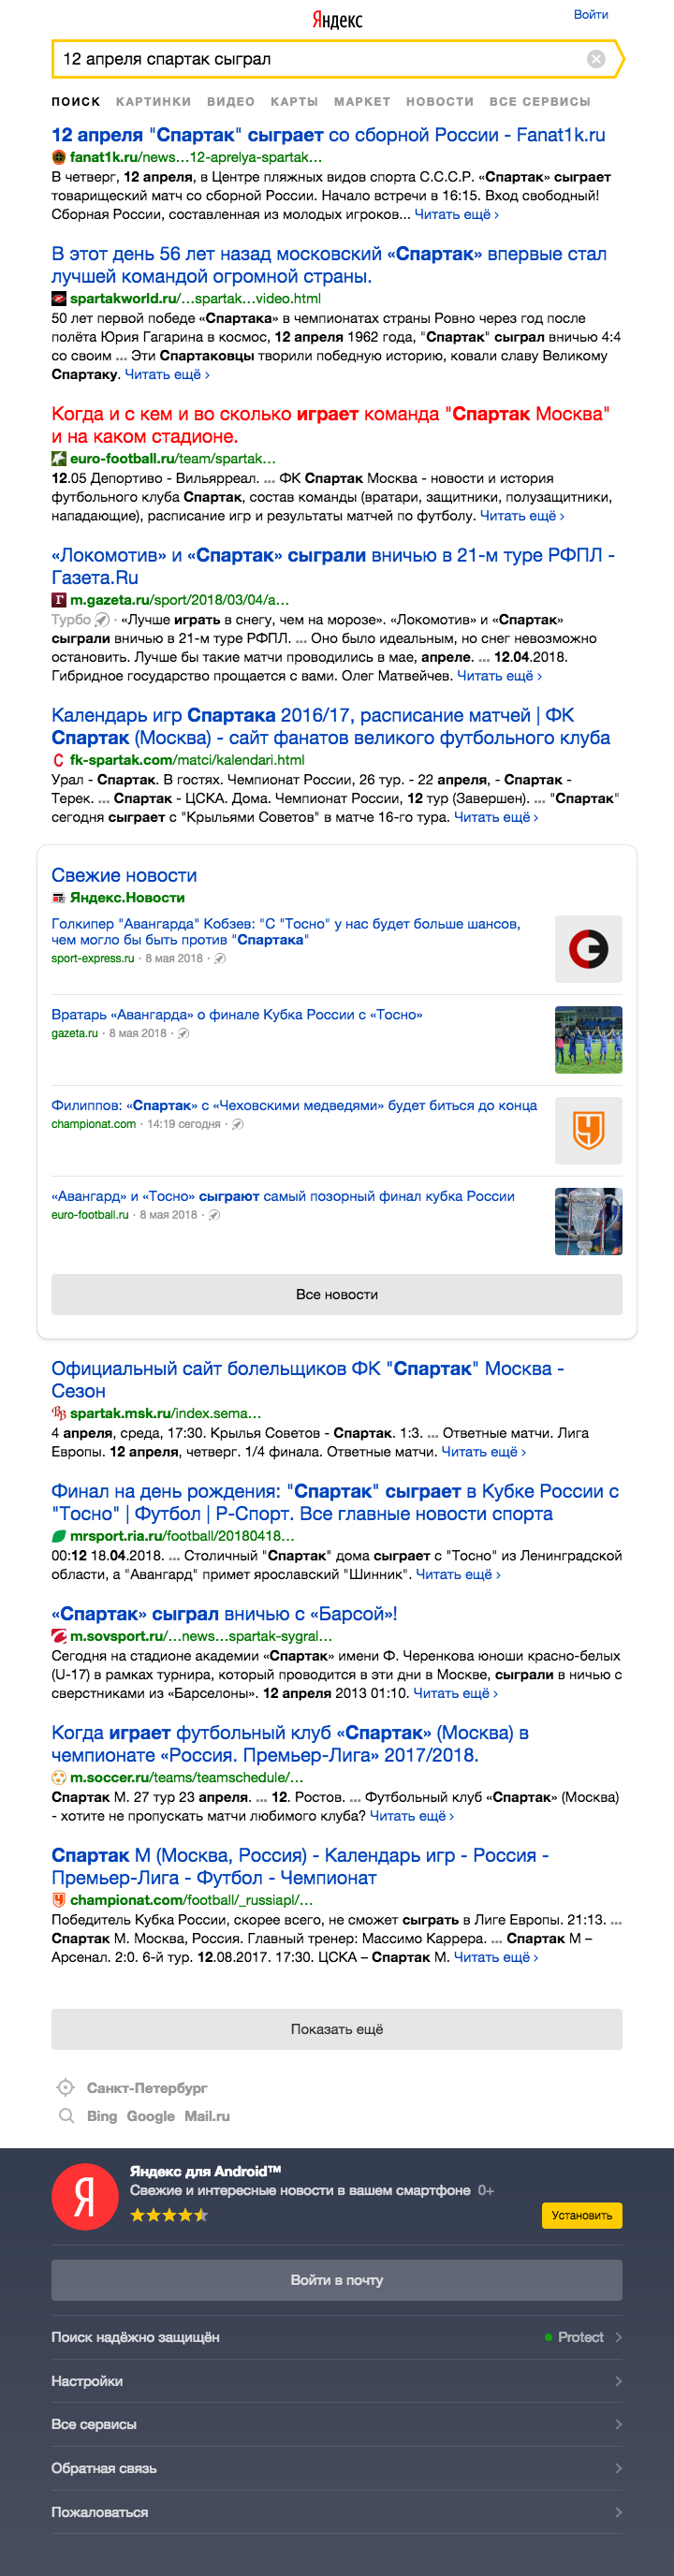 Яндекс
Войти
12 апреля спартак сыграл
ПОИСК КАРТИНКИ ВИДЕО КАРТЫ МАРКЕТ НОВОСТИ ВСЕ СЕРВИСЫ
12 апреля "Спартак" сыграет со сборной России - Fanat1k.ru
fanat1k.ru/news…12-aprelya-spartak…
В четверг, 12 апреля, в Центре пляжных видов спорта С.С.С.Р. «Спартак» сыграет
товарищеский матч со сборной России. Начало встречи в 16:15. Вход свободный!
Сборная России, составленная из молодых игроков... Читать ещё ›
В этот день 56 лет назад московский «Спартак» впервые стал
лучшей командой огромной страны.
spartakworld.ru/…spartak…video.html
50 лет первой победе «Спартака» в чемпионатах страны Ровно через год после
полёта Юрия Гагарина в космос, 12 апреля 1962 года, "Спартак" сыграл вничью 4:4
со своим ... Эти Спартаковцы творили победную историю, ковали славу Великому
Спартаку. Читать ещё ›
Когда и с кем и во сколько играет команда "Спартак Москва"
и на каком стадионе.
euro-football.ru/team/spartak…
12.05 Депортиво - Вильярреал. ... ФК Спартак Москва - новости и история
футбольного клуба Спартак, состав команды (вратари, защитники, полузащитники,
нападающие), расписание игр и результаты матчей по футболу. Читать ещё ›
«Локомотив» и «Спартак» сыграли вничью в 21-м туре РФПЛ -
Газета.Ru
m.gazeta.ru/sport/2018/03/04/a…
Турбо · «Лучше играть в снегу, чем на морозе». «Локомотив» и «Спартак»
сыграли вничью в 21-м туре РФПЛ. ... Оно было идеальным, но снег невозможно
остановить. Лучше бы такие матчи проводились в мае, апреле. ... 12.04.2018.
Гибридное государство прощается с вами. Олег Матвейчев. Читать ещё ›
Календарь игр Спартака 2016/17, расписание матчей | ФК
Спартак (Москва) - сайт фанатов великого футбольного клуба
fk-spartak.com/matci/kalendari.html
Урал - Спартак. В гостях. Чемпионат России, 26 тур. - 22 апреля, - Спартак -
Терек. ... Спартак - ЦСКА. Дома. Чемпионат России, 12 тур (Завершен). ... "Спартак"
сегодня сыграет с "Крыльями Советов" в матче 16-го тура. Читать ещё ›
Свежие новости
Яндекс.Новости
Голкипер "Авангарда" Кобзев: "С "Тосно" у нас будет больше шансов,
чем могло бы быть против "Спартака"
sport-express.ru · 8 мая 2018 ·
Вратарь «Авангарда» о финале Кубка России с «Тосно»
gazeta.ru · 8 мая 2018 ·
Филиппов: «Спартак» с «Чеховскими медведями» будет биться до конца
championat.com · 14:19 сегодня ·
«Авангард» и «Тосно» сыграют самый позорный финал кубка России
euro-football.ru · 8 мая 2018 ·
Все новости
Официальный сайт болельщиков ФК "Спартак" Москва -
Сезон
spartak.msk.ru/index.sema…
4 апреля, среда, 17:30. Крылья Советов - Спартак. 1:3. ... Ответные матчи. Лига
Европы. 12 апреля, четверг. 1/4 финала. Ответные матчи. Читать ещё ›
Финал на день рождения: "Спартак" сыграет в Кубке России с
"Тосно" | Футбол | Р-Спорт. Все главные новости спорта
mrsport.ria.ru/football/20180418…
00:12 18.04.2018. ... Столичный "Спартак" дома сыграет с "Тосно" из Ленинградской
области, а "Авангард" примет ярославский "Шинник". Читать ещё ›
«Спартак» сыграл вничью с «Барсой»!
m.sovsport.ru/…news…spartak-sygral…
Сегодня на стадионе академии «Спартак» имени Ф. Черенкова юноши красно-белых
(U-17) в рамках турнира, который проводится в эти дни в Москве, сыграли в ничью с
сверстниками из «Барселоны». 12 апреля 2013 01:10. Читать ещё ›
Когда играет футбольный клуб «Спартак» (Москва) в
чемпионате «Россия. Премьер-Лига» 2017/2018.
m.soccer.ru/teams/teamschedule/…
Спартак М. 27 тур 23 апреля. ... 12. Ростов. ... Футбольный клуб «Спартак» (Москва)
- хотите не пропускать матчи любимого клуба? Читать ещё ›
Спартак М (Москва, Россия) - Календарь игр - Россия -
Премьер-Лига - Футбол - Чемпионат
championat.com/football/_russiapl/…
Победитель Кубка России, скорее всего, не сможет сыграть в Лиге Европы. 21:13. ...
Спартак М. Москва, Россия. Главный тренер: Массимо Каррера. ... Спартак М –
Арсенал. 2:0. 6-й тур. 12.08.2017. 17:30. ЦСКА – Спартак М. Читать ещё ›
Показать ещё
Санкт-Петербург
Bing Google Mail.ru
Яндекс для Android™
Свежие и интересные новости в вашем смартфоне 0+
Установить
Войти в почту
Поиск надёжно защищён Protect
Настройки
Все сервисы
Обратная связь
Пожаловаться